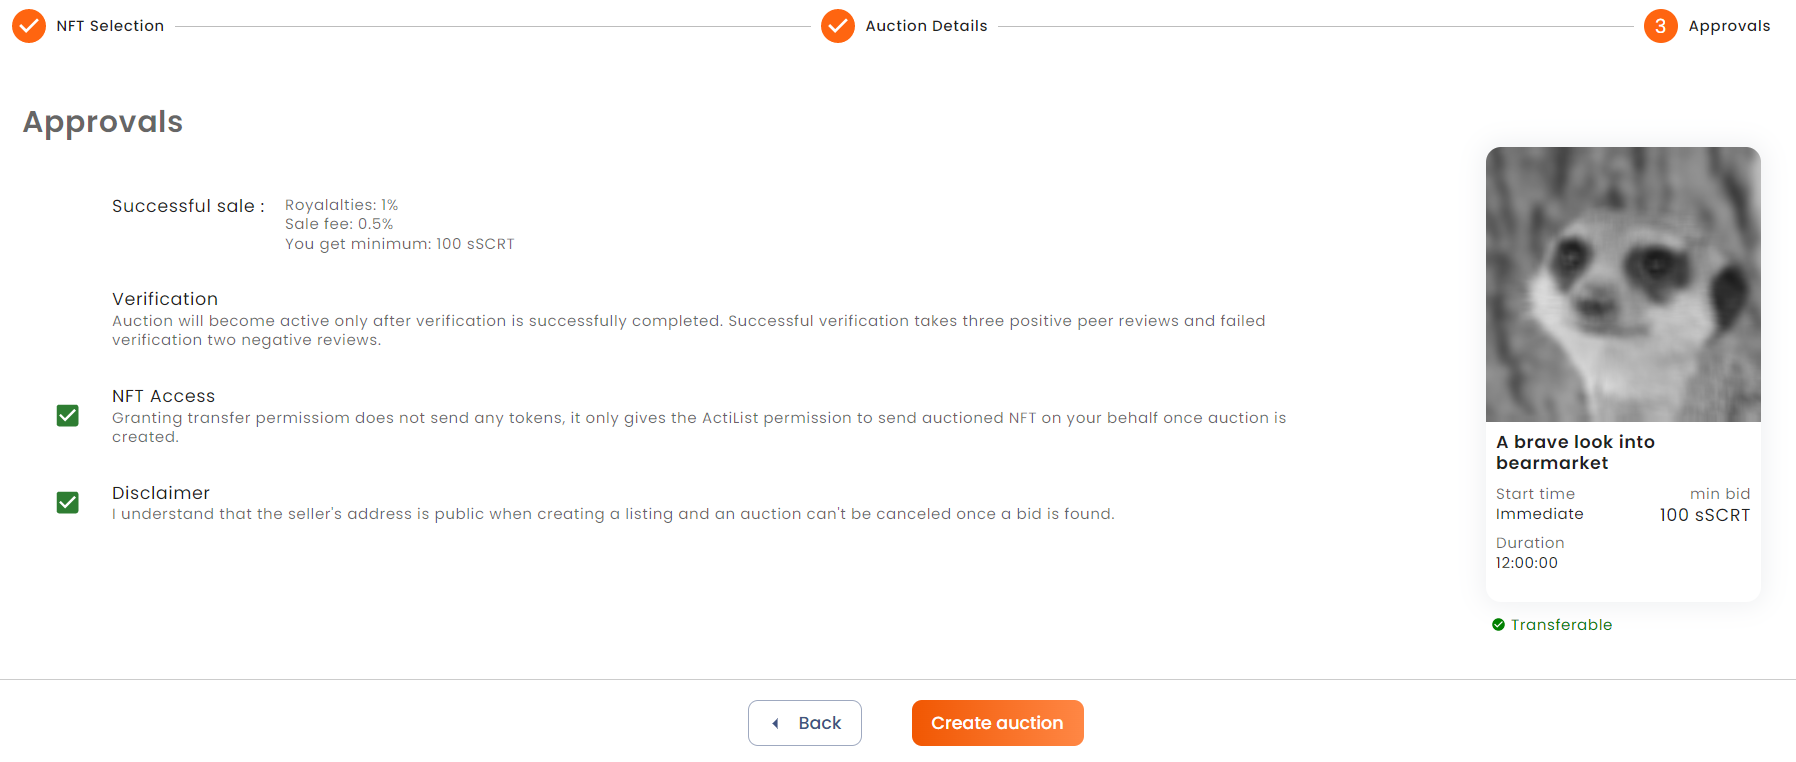 NFT Selection
Auction Details
3 Approvals
Approvals
Successful sale :
Royalalties: 1%
Sale fee: 0.5%
You get minimum: 100 sSCRT
Verification
Auction will become active only after verification is successfully completed. Successful verification takes three positive peer reviews and failed
verification two negative reviews.
NFT Access
Granting transfer permissiom does not send any tokens, it only gives the ActiList permission to send auctioned NFT on your behalf once auction is
created.
Disclaimer
I understand that the seller's address is public when creating a listing and an auction can't be canceled once a bid is found.
A brave look into
bearmarket
Start time
min bid
Immediate
100 sSCRT
Duration
12:00:00
Transferable
Back
Create auction